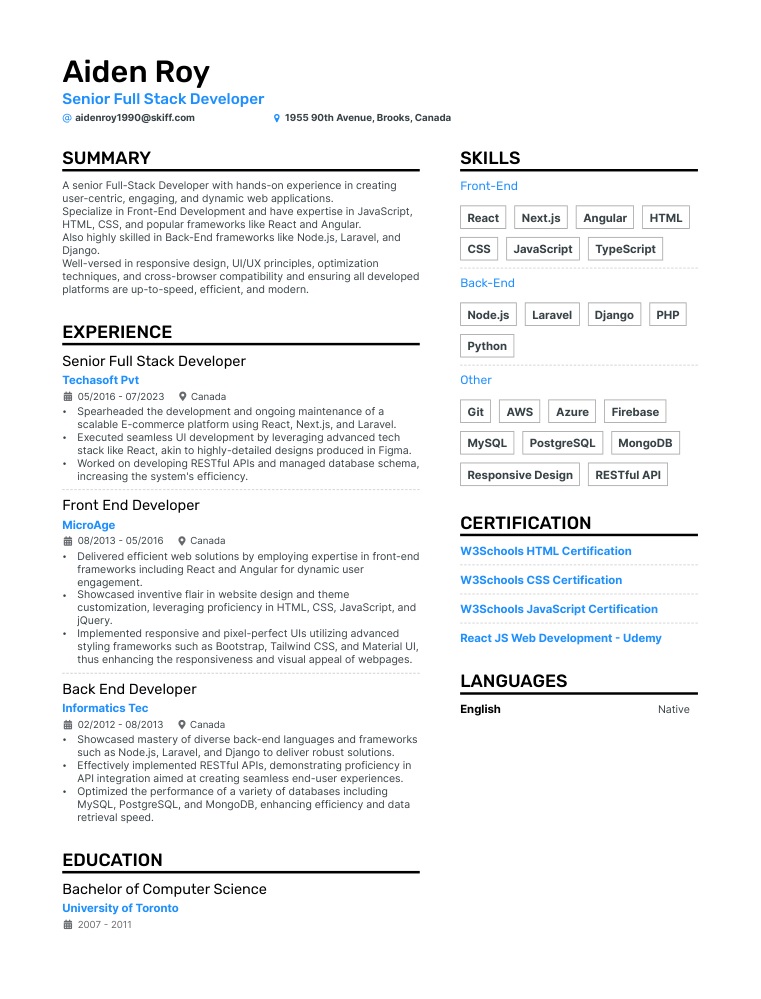 Aiden Roy
Senior Full Stack Developer
@ aidenroy1990@skiff.com 1955 90th Avenue, Brooks, Canada
SUMMARY
A senior Full-Stack Developer with hands-on experience in creating
user-centric, engaging, and dynamic web applications.
Specialize in Front-End Development and have expertise in JavaScript,
HTML, CSS, and popular frameworks like React and Angular.
Also highly skilled in Back-End frameworks like Node.js, Laravel, and
Django.
Well-versed in responsive design, UI/UX principles, optimization
techniques, and cross-browser compatibility and ensuring all developed
platforms are up-to-speed, efficient, and modern.
EXPERIENCE
Senior Full Stack Developer
Techasoft Pvt
05/2016 - 07/2023 Canada
• Spearheaded the development and ongoing maintenance of a
scalable E-commerce platform using React, Next.js, and Laravel.
• Executed seamless UI development by leveraging advanced tech
stack like React, akin to highly-detailed designs produced in Figma.
• Worked on developing RESTful APIs and managed database schema,
increasing the system's efficiency.
Front End Developer
MicroAge
08/2013 - 05/2016 Canada
• Delivered efficient web solutions by employing expertise in front-end
frameworks including React and Angular for dynamic user
engagement.
• Showcased inventive flair in website design and theme
customization, leveraging proficiency in HTML, CSS, JavaScript, and
jQuery.
• Implemented responsive and pixel-perfect UIs utilizing advanced
styling frameworks such as Bootstrap, Tailwind CSS, and Material UI,
thus enhancing the responsiveness and visual appeal of webpages.
Back End Developer
Informatics Tec
02/2012 - 08/2013 Canada
• Showcased mastery of diverse back-end languages and frameworks
such as Node.js, Laravel, and Django to deliver robust solutions.
• Effectively implemented RESTful APIs, demonstrating proficiency in
API integration aimed at creating seamless end-user experiences.
• Optimized the performance of a variety of databases including
MySQL, PostgreSQL, and MongoDB, enhancing efficiency and data
retrieval speed.
EDUCATION
Bachelor of Computer Science
University of Toronto
2007 - 2011
SKILLS
Front-End
React Next.js Angular HTML
CSS JavaScript TypeScript
Back-End
Node.js Laravel Django PHP
Python
Other
Git AWS Azure Firebase
MySQL PostgreSQL MongoDB
Responsive Design RESTful API
CERTIFICATION
W3Schools HTML Certification
W3Schools CSS Certification
W3Schools JavaScript Certification
React JS Web Development - Udemy
LANGUAGES
English Native